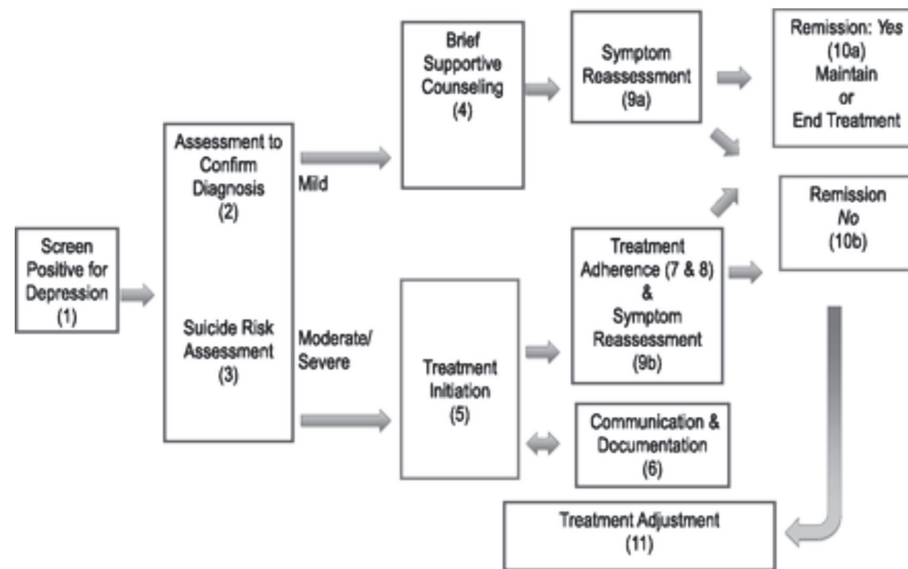 Screen
Positive for
Depression
(1)
Assessment to
Confirm
Diagnosis
(2)
Suicide Risk
Assessment
(3)
Mild
Moderate/
Severe
Brief
Supportive
Counseling
(4)
Treatment
Initiation
(5)
Symptom
Reassessment
(9a)
Treatment
Adherence (7 & 8)
&
Symptom
Reassessment
(9b)
Communication &
Documentation
(6)
Remission: Yes
(10a)
Maintain
or
End Treatment
Remission
No
(10b)
Treatment Adjustment
(11)